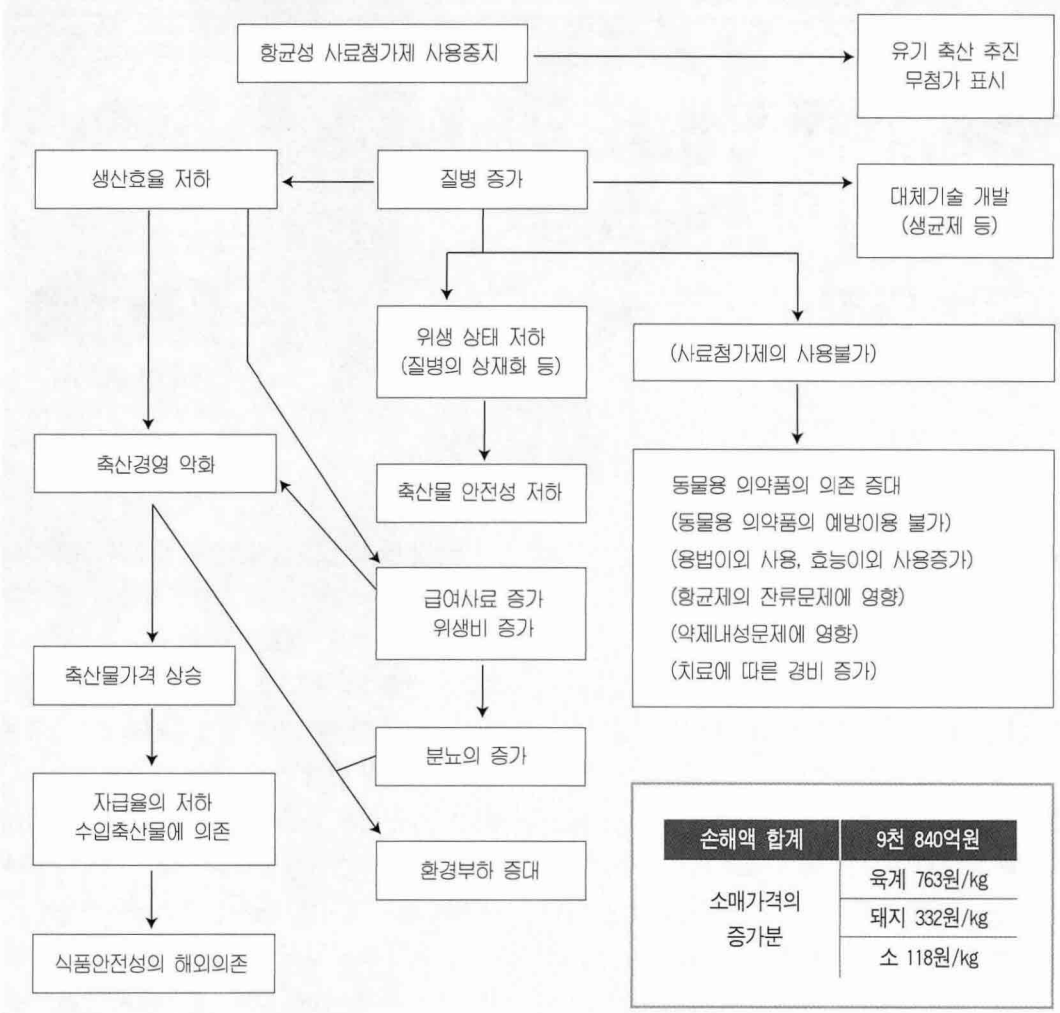 항균성 사료첨가제 사용중지
유기 축산 추진
무첨가 표시
생산효율 저하
질병 증가
대체기술 개발
(생균제 등)
위생 상태 저하
(질병의 상재화 등)
(사료첨가제의 사용불가)
축산경영 악화
축산물 안전성 저하
동물용 의약품의 의존 증대
(동물용 의약품의 예방이용 불가)
(용법이외 사용, 효능이외 사용증가)
(항균제의 잔류문제에 영향)
(약제내성문제에 영향)
(치료에 따른 경비 증가)
급여사료 증가
위생비 증가
축산물가격 상승
분뇨의 증가
자급율의 저하
수입축산물에 의존
환경부하 증대
식품안전성의 해외의존
손해액 합계 9천 840억원
소매가격의
증가분
육계 763원/kg
돼지 332원/kg
소 118원/kg